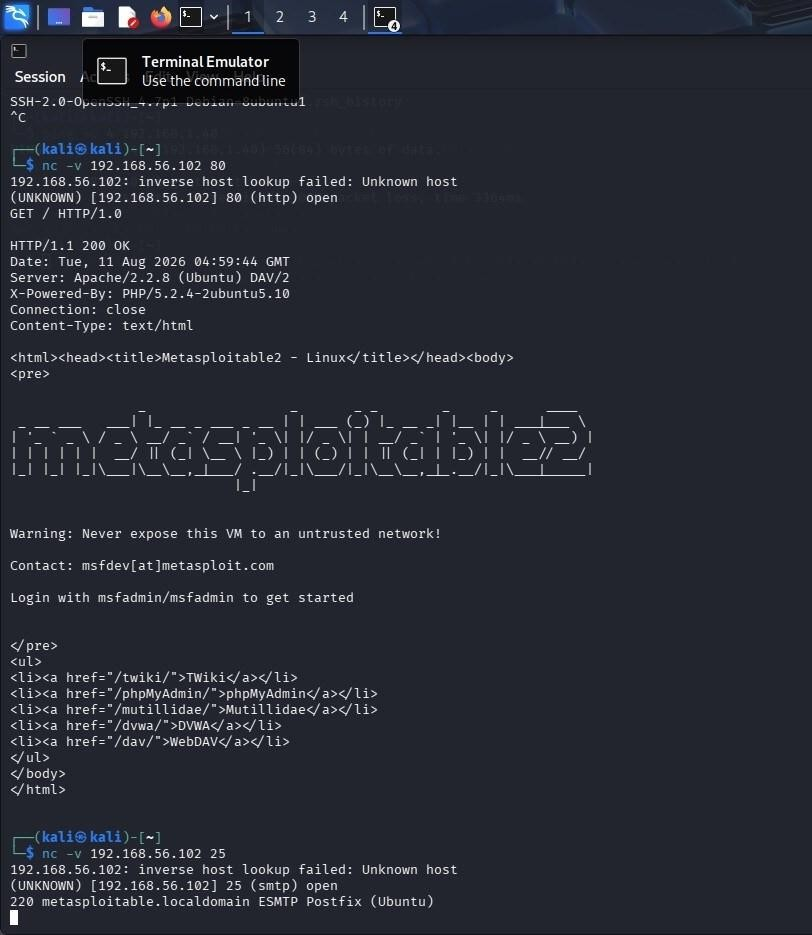 1 2 3 4
4
Terminal Emulator
Use the command line
Session
SSH-2.0-OpenSSH_4.7p1 Debian-8ubuntu1
^C
┌──(kali㉿kali)-[~]
└─$ nc -v 192.168.56.102 80
192.168.56.102: inverse host lookup failed: Unknown host
(UNKNOWN) [192.168.56.102] 80 (http) open
GET / HTTP/1.0
HTTP/1.1 200 OK
Date: Tue, 11 Aug 2026 04:59:44 GMT
Server: Apache/2.2.8 (Ubuntu) DAV/2
X-Powered-By: PHP/5.2.4-2ubuntu5.10
Connection: close
Content-Type: text/html
<html><head><title>Metasploitable2 - Linux</title></head><body>
<pre>
metasploitable2
Warning: Never expose this VM to an untrusted network!
Contact: msfdev[at]metasploit.com
Login with msfadmin/msfadmin to get started
</pre>
<ul>
<li><a href="/twiki/">TWiki</a></li>
<li><a href="/phpMyAdmin/">phpMyAdmin</a></li>
<li><a href="/mutillidae/">Mutillidae</a></li>
<li><a href="/dvwa/">DVWA</a></li>
<li><a href="/dav/">WebDAV</a></li>
</ul>
</body>
</html>
┌──(kali㉿kali)-[~]
└─$ nc -v 192.168.56.102 25
192.168.56.102: inverse host lookup failed: Unknown host
(UNKNOWN) [192.168.56.102] 25 (smtp) open
220 metasploitable.localdomain ESMTP Postfix (Ubuntu)